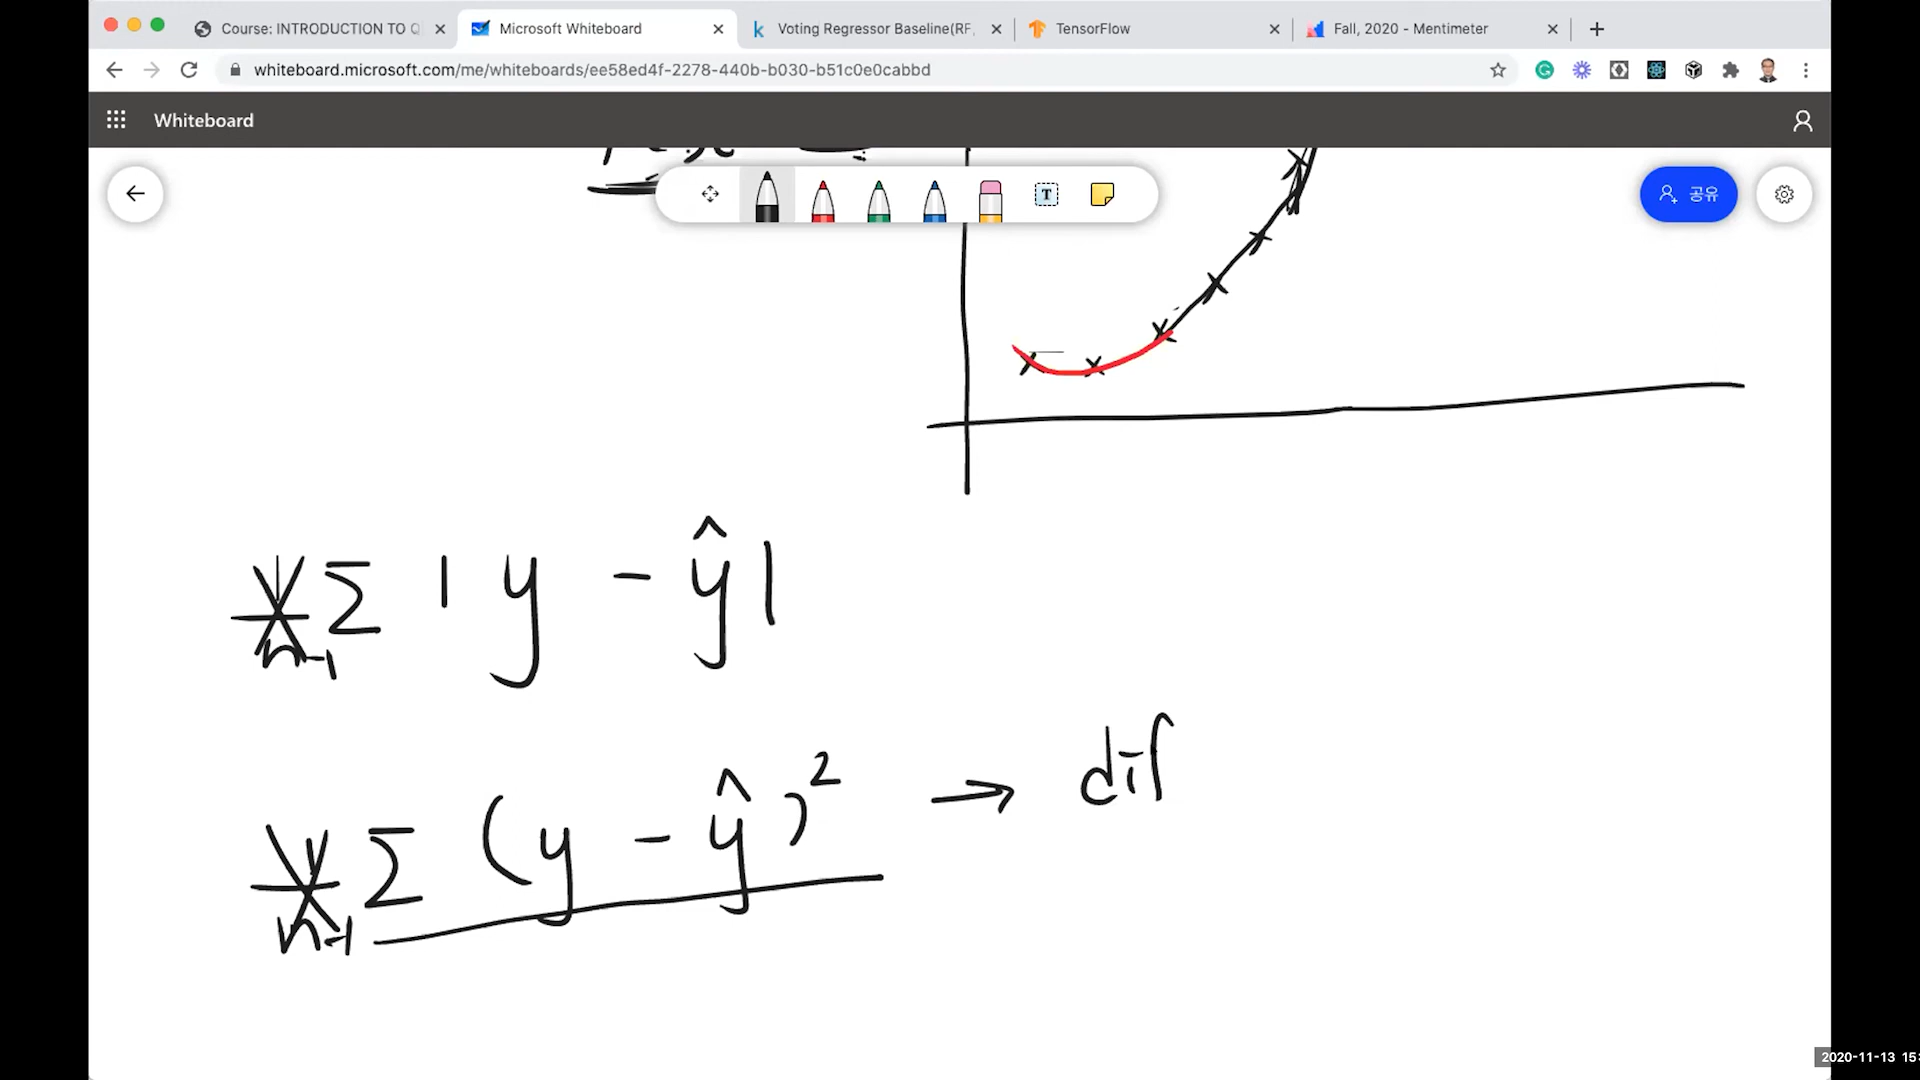 Course: INTRODUCTION TO Q
Microsoft Whiteboard
Voting Regressor Baseline(RF,
TensorFlow
Fall, 2020 - Mentimeter
whiteboard.microsoft.com/me/whiteboards/ee58ed4f-2278-440b-b030-b51c0e0cabbd
Whiteboard
T
공유
Σ | y - ŷ |
n-1
Σ (y - ŷ)² → dif
n-1
2020-11-13 15: